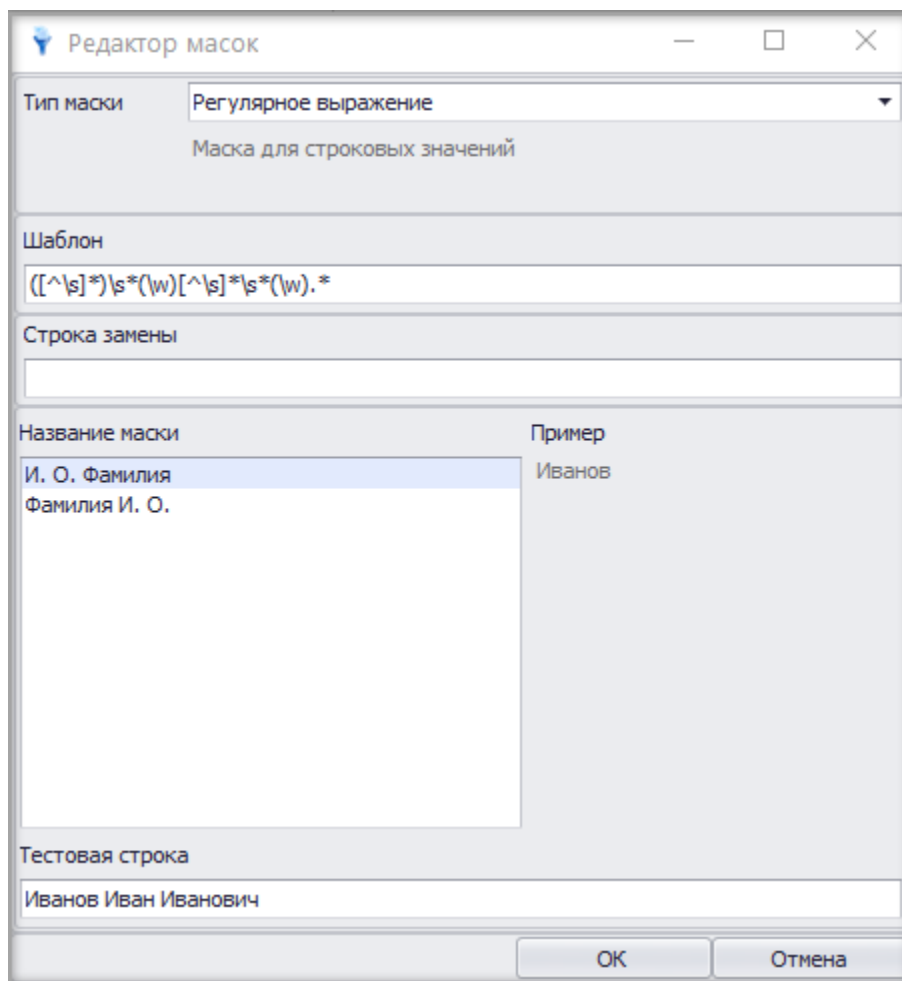 Редактор масок
Тип маски Регулярное выражение
Маска для строковых значений
Шаблон
([^\s]*)\s*(\w)[^\s]*\s*(\w).*
Строка замены
Название маски Пример
И. О. Фамилия Иванов
Фамилия И. О.
Тестовая строка
Иванов Иван Иванович
ОК Отмена